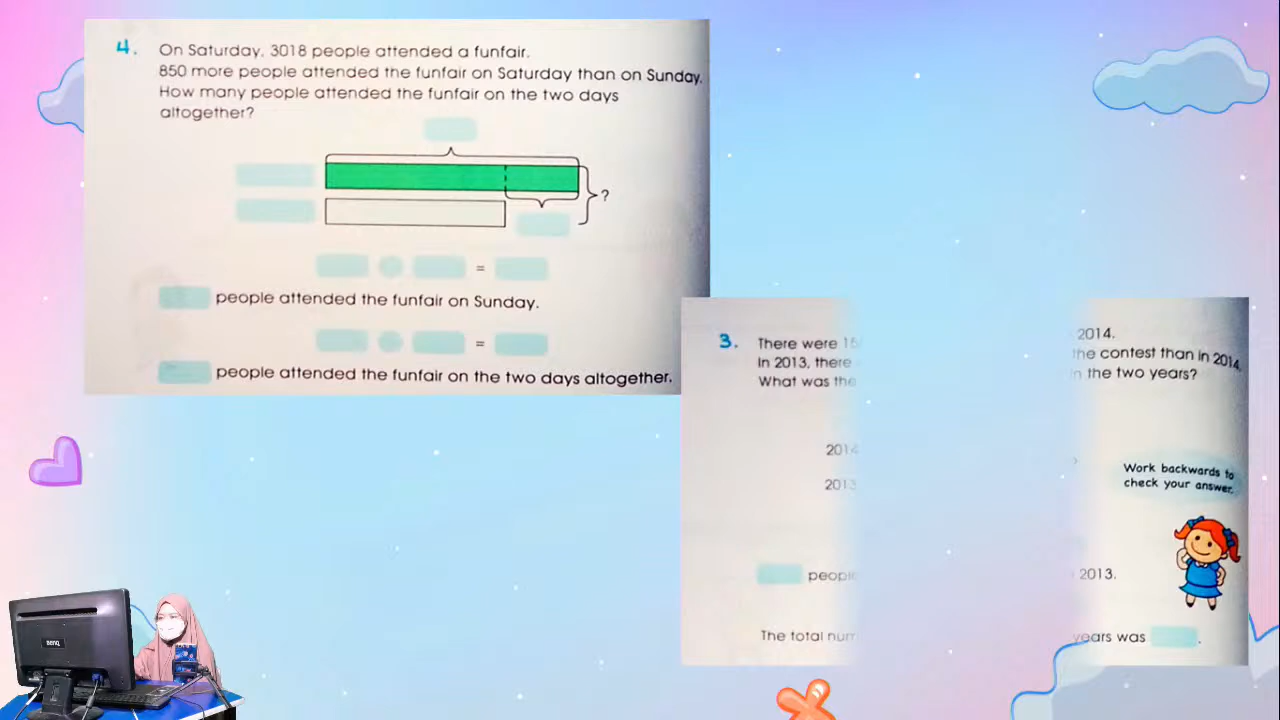 4. On Saturday, 3018 people attended a funfair.
850 more people attended the funfair on Saturday than on Sunday.
How many people attended the funfair on the two days
altogether?
?
=
people attended the funfair on Sunday.
=
people attended the funfair on the two days altogether.
3. There were 2014.
In 2013, there the contest than in 2014.
What was the the two years?
2014
2013
Work backwards to
check your answer.
2013.
The total years was .
BenQ